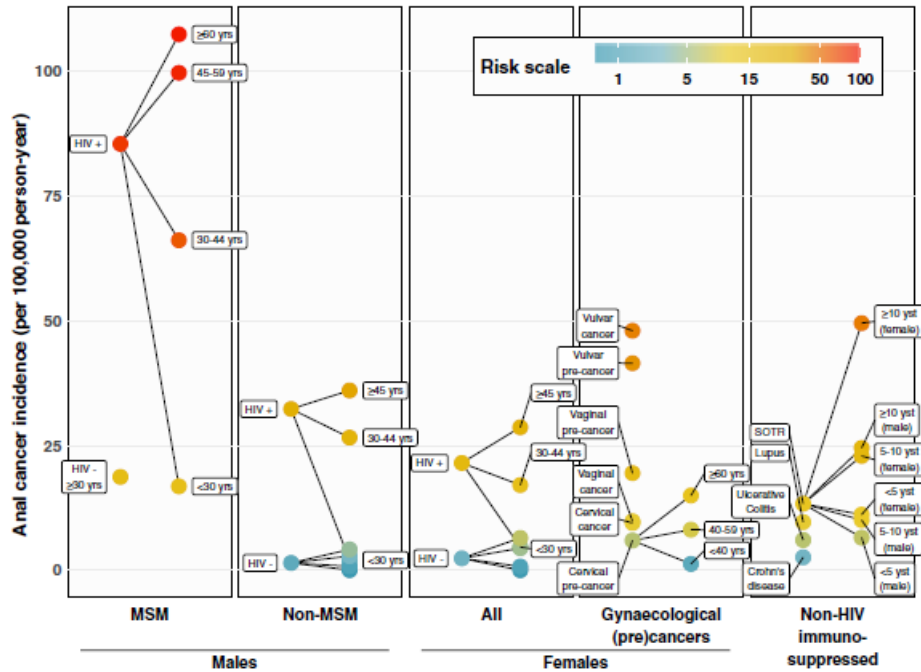 Anal cancer incidence (per 100,000 person-year)
100
75
50
25
0
Risk scale
1 5 15 50 100
≥60 yrs
45-59 yrs
HIV +
30-44 yrs
HIV -
≥30 yrs
<30 yrs
HIV +
≥45 yrs
30-44 yrs
HIV -
<30 yrs
HIV +
≥45 yrs
30-44 yrs
HIV -
<30 yrs
Vulvar
cancer
Vulvar
pre-cancer
Vaginal
pre-cancer
Vaginal
cancer
Cervical
cancer
Cervical
pre-cancer
≥60 yrs
40-59 yrs
<40 yrs
SOTR
Lupus
Ulcerative
Colitis
Crohn's
disease
≥10 yst
(female)
≥10 yst
(male)
5-10 yst
(female)
<5 yst
(female)
5-10 yst
(male)
<5 yst
(male)
MSM
Non-MSM
All
Gynaecological
(pre)cancers
Non-HIV
immuno-
suppressed
Males
Females